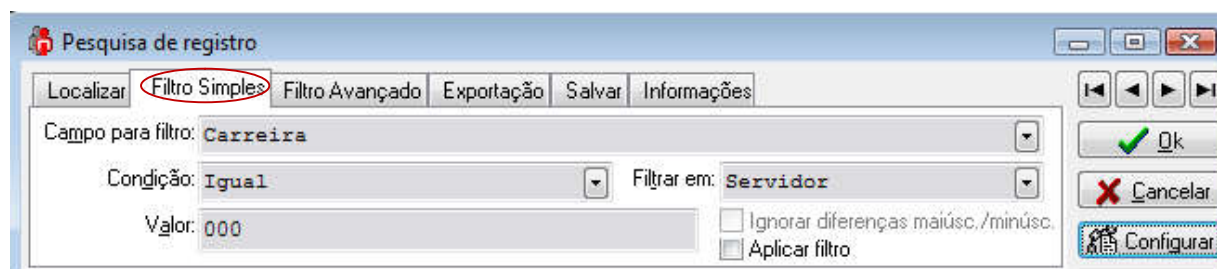 Pesquisa de registro
Localizar Filtro Simples Filtro Avançado Exportação Salvar Informações
Campo para filtro: Carreira
Ok
Condição: Igual Filtrar em: Servidor
Cancelar
Valor: 000 Ignorar diferenças maiúsc./minúsc.
Aplicar filtro
Configurar